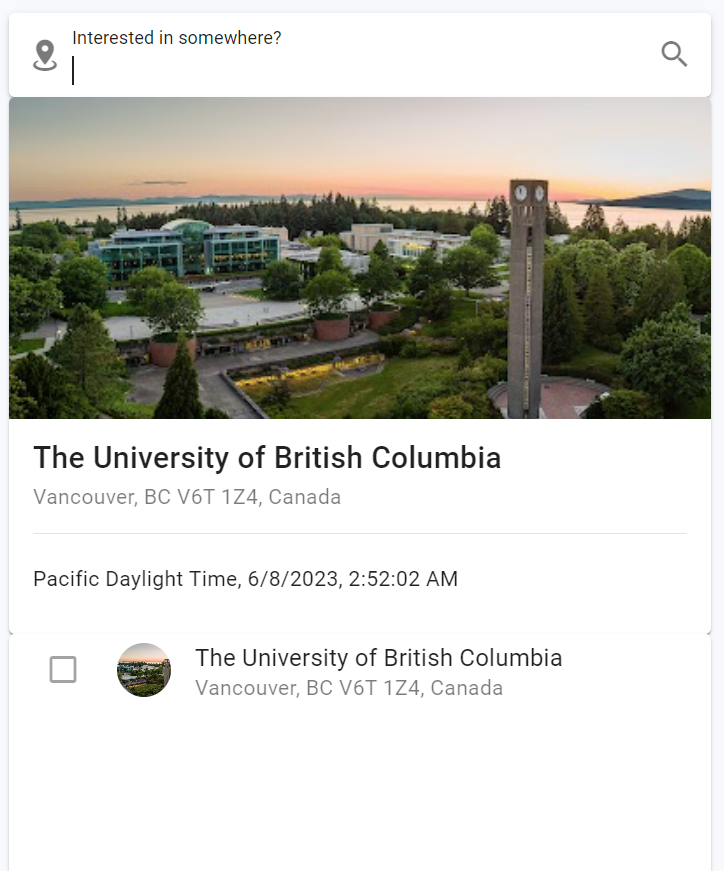 Interested in somewhere?
The University of British Columbia
Vancouver, BC V6T 1Z4, Canada
Pacific Daylight Time, 6/8/2023, 2:52:02 AM
The University of British Columbia
Vancouver, BC V6T 1Z4, Canada